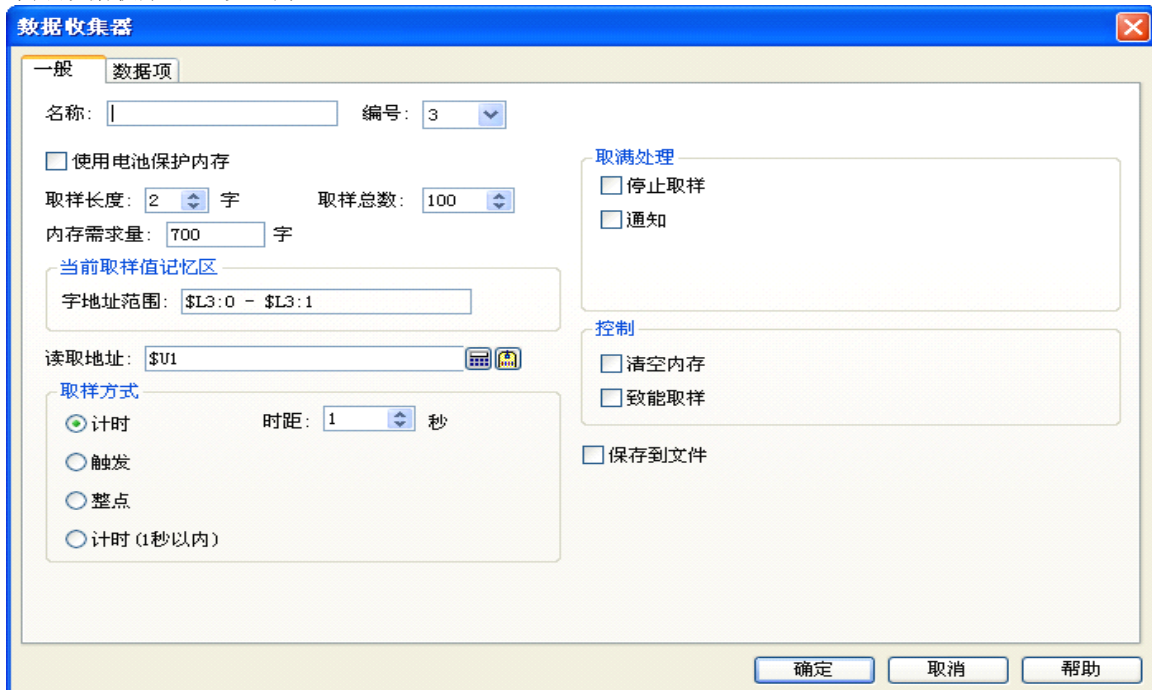 数据收集器
一般 数据项
名称: 编号: 3
使用电池保护内存
取样长度: 2 字 取样总数: 100
内存需求量: 700 字
当前取样值记忆区
字地址范围: $L3:0 - $L3:1
读取地址: $U1
取样方式
计时 时距: 1 秒
触发
整点
计时(1秒以内)
取满处理
停止取样
通知
控制
清空内存
致能取样
保存到文件
确定 取消 帮助